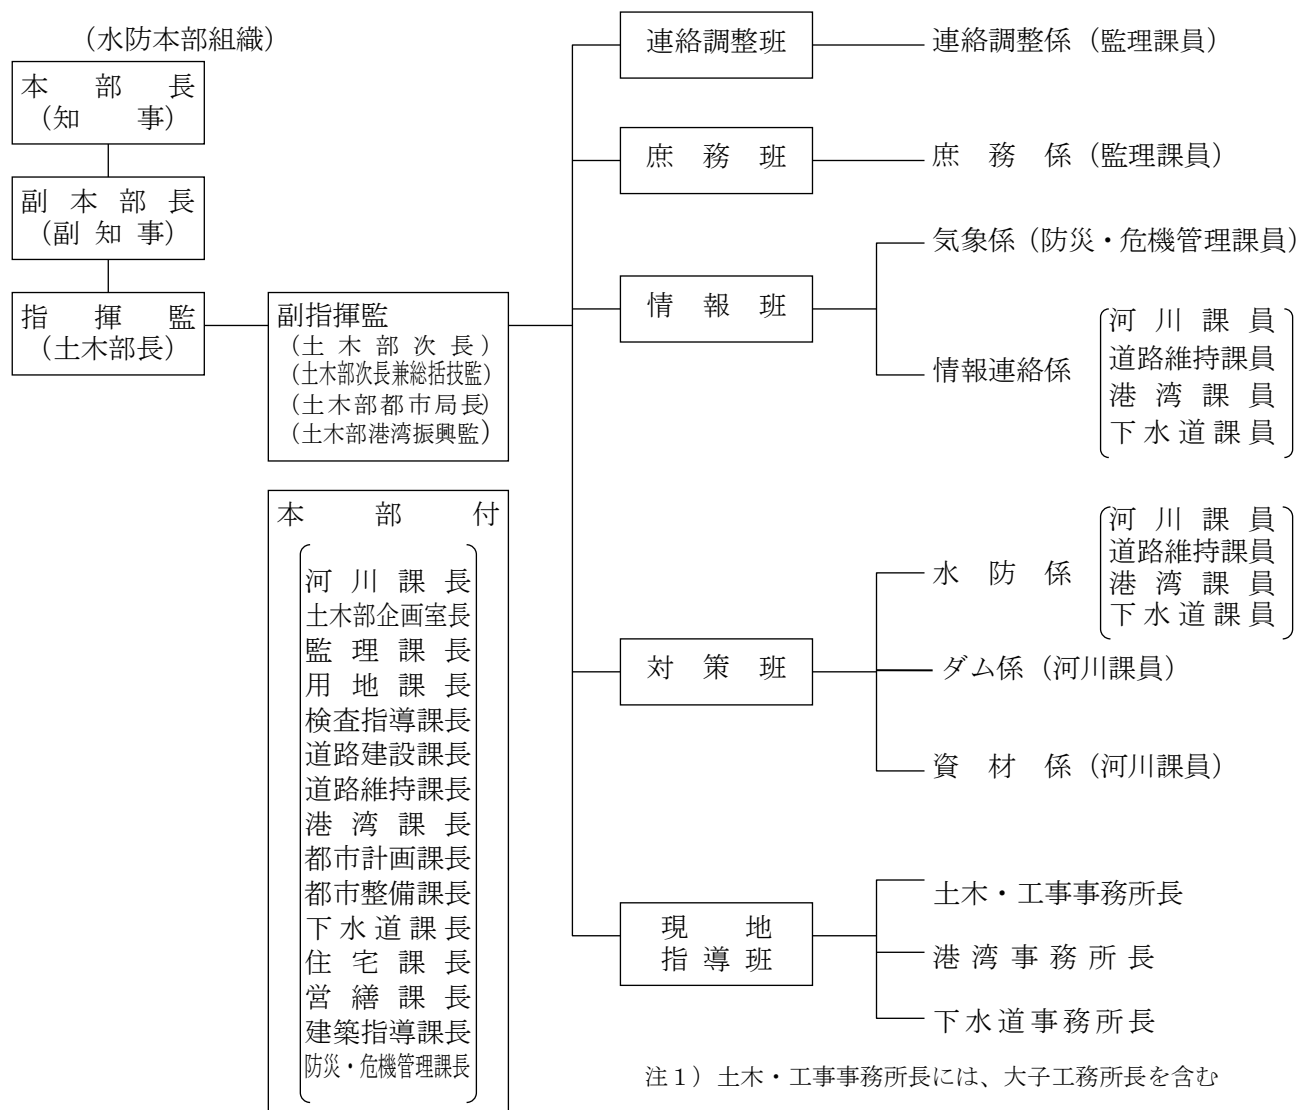 (水防本部組織)
本部長
(知事)
副本部長
(副知事)
指揮監
(土木部長)
副指揮監
(土木部次長)
(土木部次長兼総括技監)
(土木部都市局長)
(土木部港湾振興監)
本部付
河川課長
土木部企画室長
監理課長
用地課長
検査指導課長
道路建設課長
道路維持課長
港湾課長
都市計画課長
都市整備課長
下水道課長
住宅課長
営繕課長
建築指導課長
防災・危機管理課長
連絡調整班
連絡調整係(監理課員)
庶務班
庶務係(監理課員)
情報班
気象係(防災・危機管理課員)
情報連絡係
河川課員
道路維持課員
港湾課員
下水道課員
対策班
水防係
河川課員
道路維持課員
港湾課員
下水道課員
ダム係(河川課員)
資材係(河川課員)
現地
指導班
土木・工事事務所長
港湾事務所長
下水道事務所長
注1)土木・工事事務所長には、大子工務所長を含む